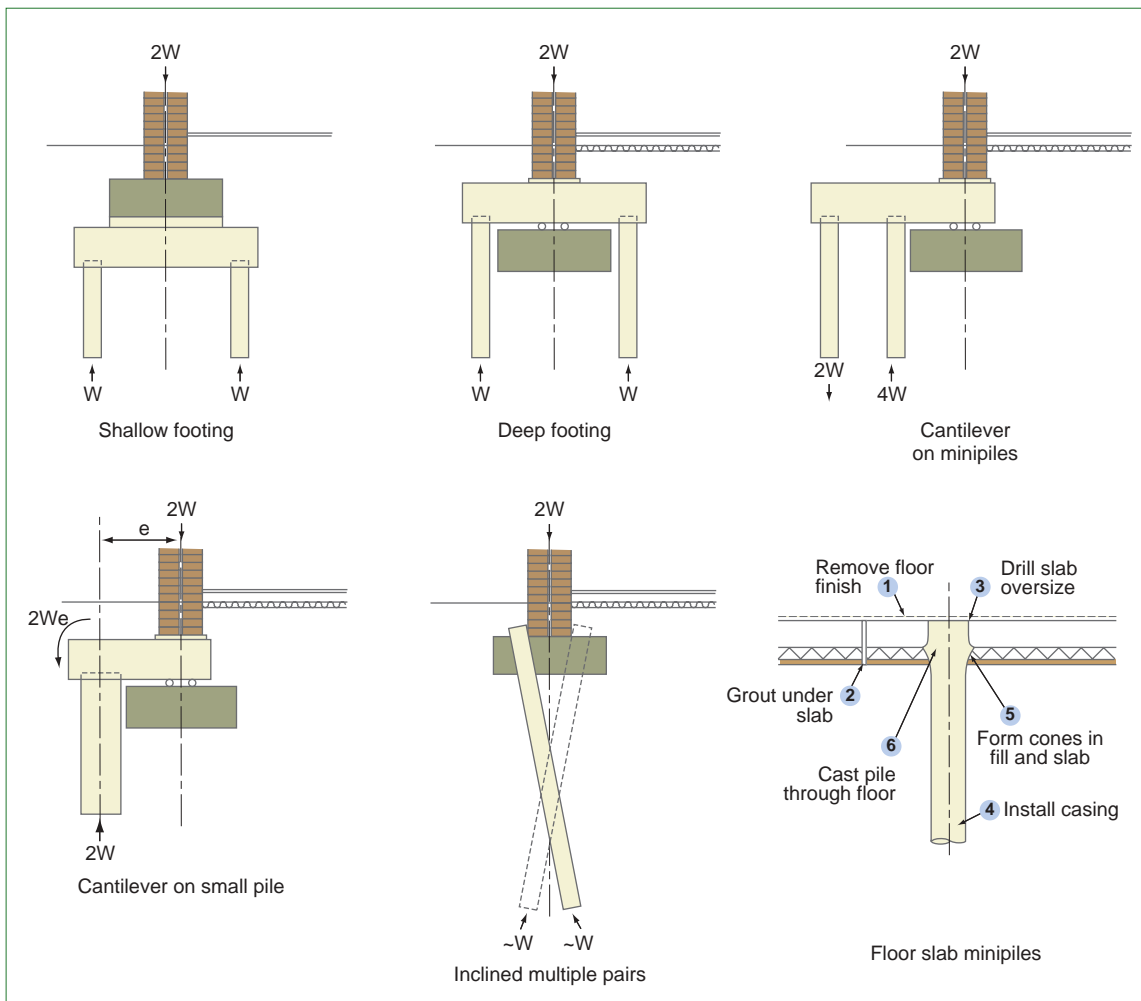 2W
W
W
Shallow footing
2W
W
W
Deep footing
2W
2W
4W
Cantilever
on minipiles
2W
e
2We
2W
Cantilever on small pile
2W
~W
~W
Inclined multiple pairs
Remove floor
finish 1
3 Drill slab
oversize
Grout under 2
slab
5
Form cones in
fill and slab
6
Cast pile
through floor
4 Install casing
Floor slab minipiles